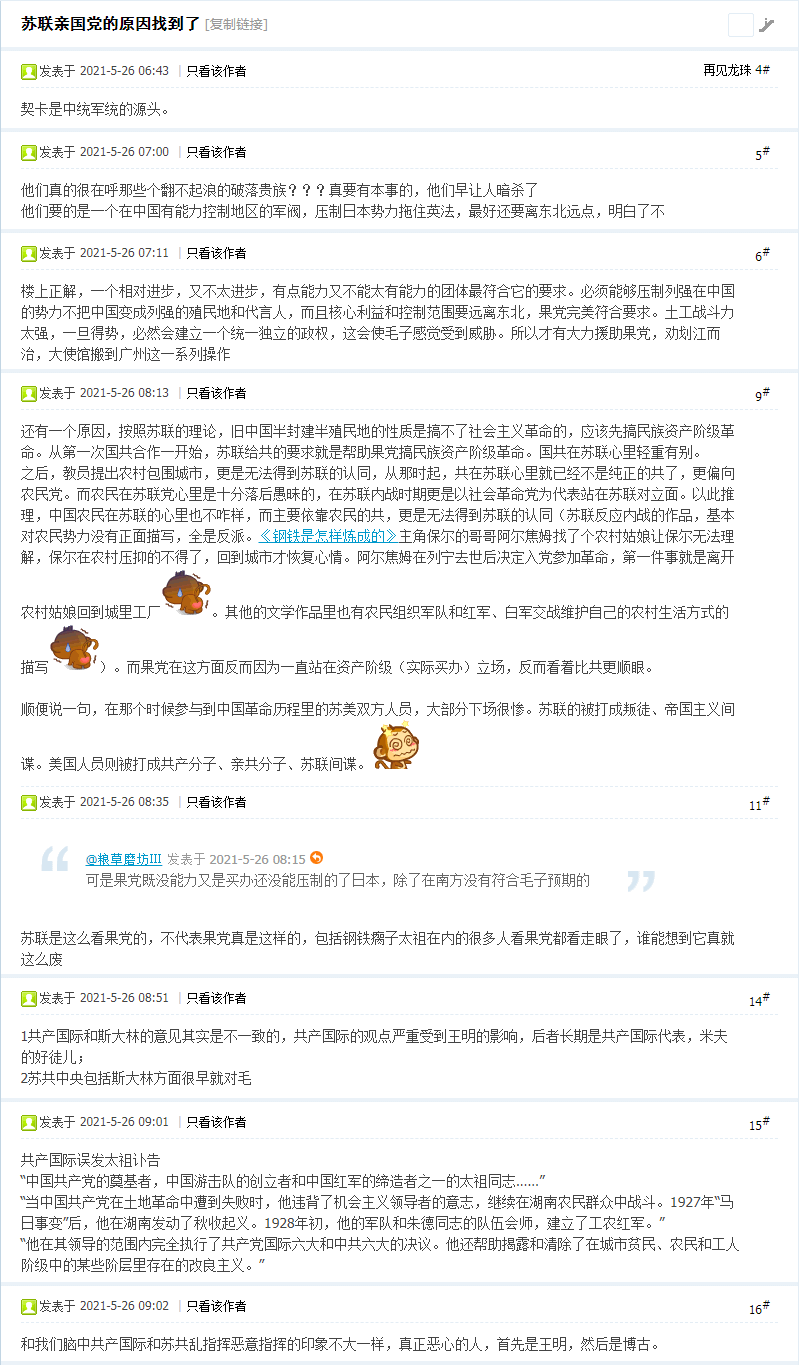 苏联亲国党的原因找到了 [复制链接]
发表于 2021-5-26 06:43 |只看该作者 再见龙珠 4#
契卡是中统军统的源头。
发表于 2021-5-26 07:00 |只看该作者 5#
他们真的很在呼那些个翻不起浪的破落贵族？？？真要有本事的，他们早让人暗杀了
他们要的是一个在中国有能力控制地区的军阀，压制日本势力拖住英法，最好还要离东北远点，明白了不
发表于 2021-5-26 07:11 |只看该作者 6#
楼上正解，一个相对进步，又不太进步，有点能力又不能太有能力的团体最符合它的要求。必须能够压制列强在中国
的势力不把中国变成列强的殖民地和代言人，而且核心利益和控制范围要远离东北，果党完美符合要求。土工战斗力
太强，一旦得势，必然会建立一个统一独立的政权，这会使毛子感觉受到威胁。所以才有大力援助果党，劝划江而
治，大使馆搬到广州这一系列操作
发表于 2021-5-26 08:13 |只看该作者 9#
还有一个原因，按照苏联的理论，旧中国半封建半殖民地的性质是搞不了社会主义革命的，应该先搞民族资产阶级革
命。从第一次国共合作一开始，苏联给共的要求就是帮助果党搞民族资产阶级革命。国共在苏联心里轻重有别。
之后，教员提出农村包围城市，更是无法得到苏联的认同，从那时起，共在苏联心里就已经不是纯正的共了，更偏向
农民党。而农民在苏联党心里是十分落后愚昧的，在苏联内战时期更是以社会革命党为代表站在苏联对立面。以此推
理，中国农民在苏联的心里也不咋样，而主要依靠农民的共，更是无法得到苏联的认同（苏联反应内战的作品，基本
对农民势力没有正面描写，全是反派。《钢铁是怎样炼成的》主角保尔的哥哥阿尔焦姆找了个农村姑娘让保尔无法理
解，保尔在农村压抑的不得了，回到城市才恢复心情。阿尔焦姆在列宁去世后决定入党参加革命，第一件事就是离开
农村姑娘回到城里工厂。其他的文学作品里也有农民组织军队和红军、白军交战维护自己的农村生活方式的
描写）。而果党在这方面反而因为一直站在资产阶级（实际买办）立场，反而看着比共更顺眼。
顺便说一句，在那个时候参与到中国革命历程里的苏美双方人员，大部分下场很惨。苏联的被打成叛徒、帝国主义间
谍。美国人员则被打成共产分子、亲共分子、苏联间谍。
发表于 2021-5-26 08:35 |只看该作者 11#
@粮草磨坊III 发表于 2021-5-26 08:15
可是果党既没能力又是买办还没能压制的了日本，除了在南方没有符合毛子预期的
苏联是这么看果党的，不代表果党真是这样的，包括钢铁瘸子太祖在内的很多人看果党都看走眼了，谁能想到它真就
这么废
发表于 2021-5-26 08:51 |只看该作者 14#
1共产国际和斯大林的意见其实是不一致的，共产国际的观点严重受到王明的影响，后者长期是共产国际代表，米夫
的好徒儿；
2苏共中央包括斯大林方面很早就对毛
发表于 2021-5-26 09:01 |只看该作者 15#
共产国际误发太祖讣告
“中国共产党的奠基者，中国游击队的创立者和中国红军的缔造者之一的太祖同志……”
“当中国共产党在土地革命中遭到失败时，他违背了机会主义领导者的意志，继续在湖南农民群众中战斗。1927年“马
日事变”后，他在湖南发动了秋收起义。1928年初，他的军队和朱德同志的队伍会师，建立了工农红军。”
“他在其领导的范围内完全执行了共产党国际六大和中共六大的决议。他还帮助揭露和清除了在城市贫民、农民和工人
阶级中的某些阶层里存在的改良主义。”
发表于 2021-5-26 09:02 |只看该作者 16#
和我们脑中共产国际和苏共乱指挥恶意指挥的印象不大一样，真正恶心的人，首先是王明，然后是博古。